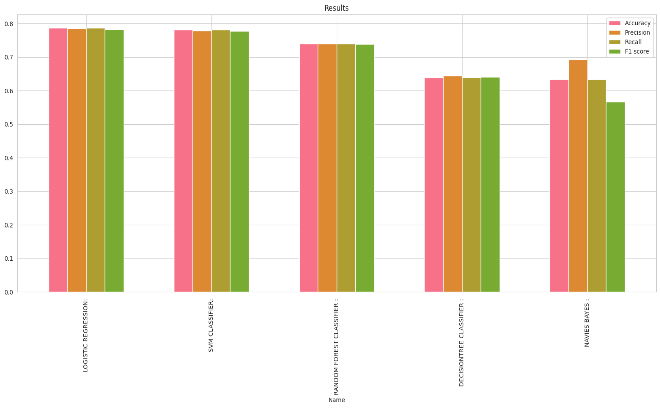 Results
Accuracy
Precision
Recall
F1 score
0.8
0.7
0.6
0.5
0.4
0.3
0.2
0.1
0.0
LOGISTIC REGRESSION:
SVM CLASSIFIER:
RANDOM FOREST CLASSIFIER :
DECISIONTREE CLASSIFIER :
NAVIES BAYES :
Name